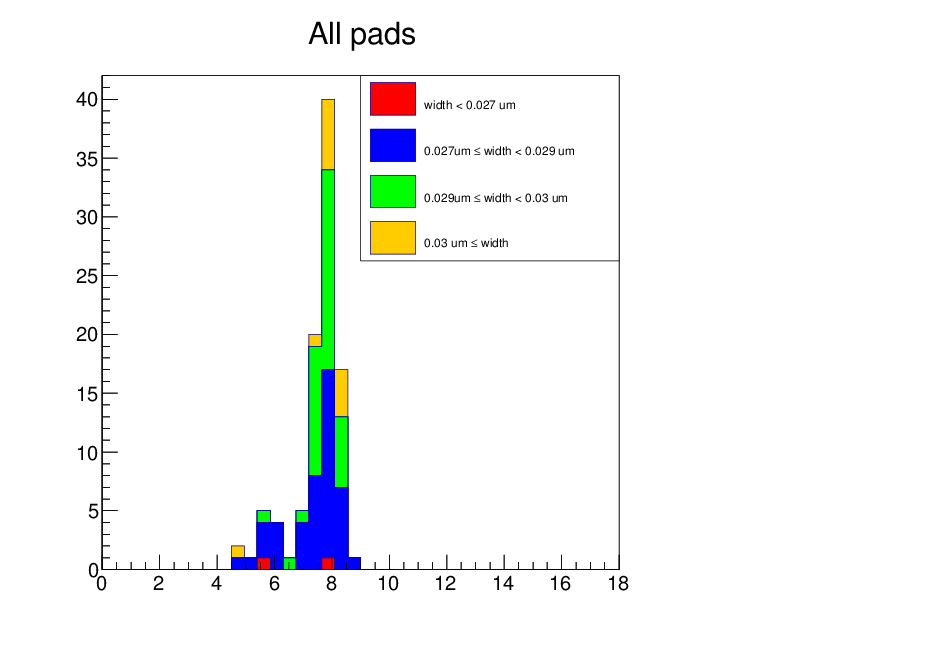 All pads
width < 0.027 um
0.027um ≤ width < 0.029 um
0.029um ≤ width < 0.03 um
0.03 um ≤ width
40
35
30
25
20
15
10
5
0
0 2 4 6 8 10 12 14 16 18